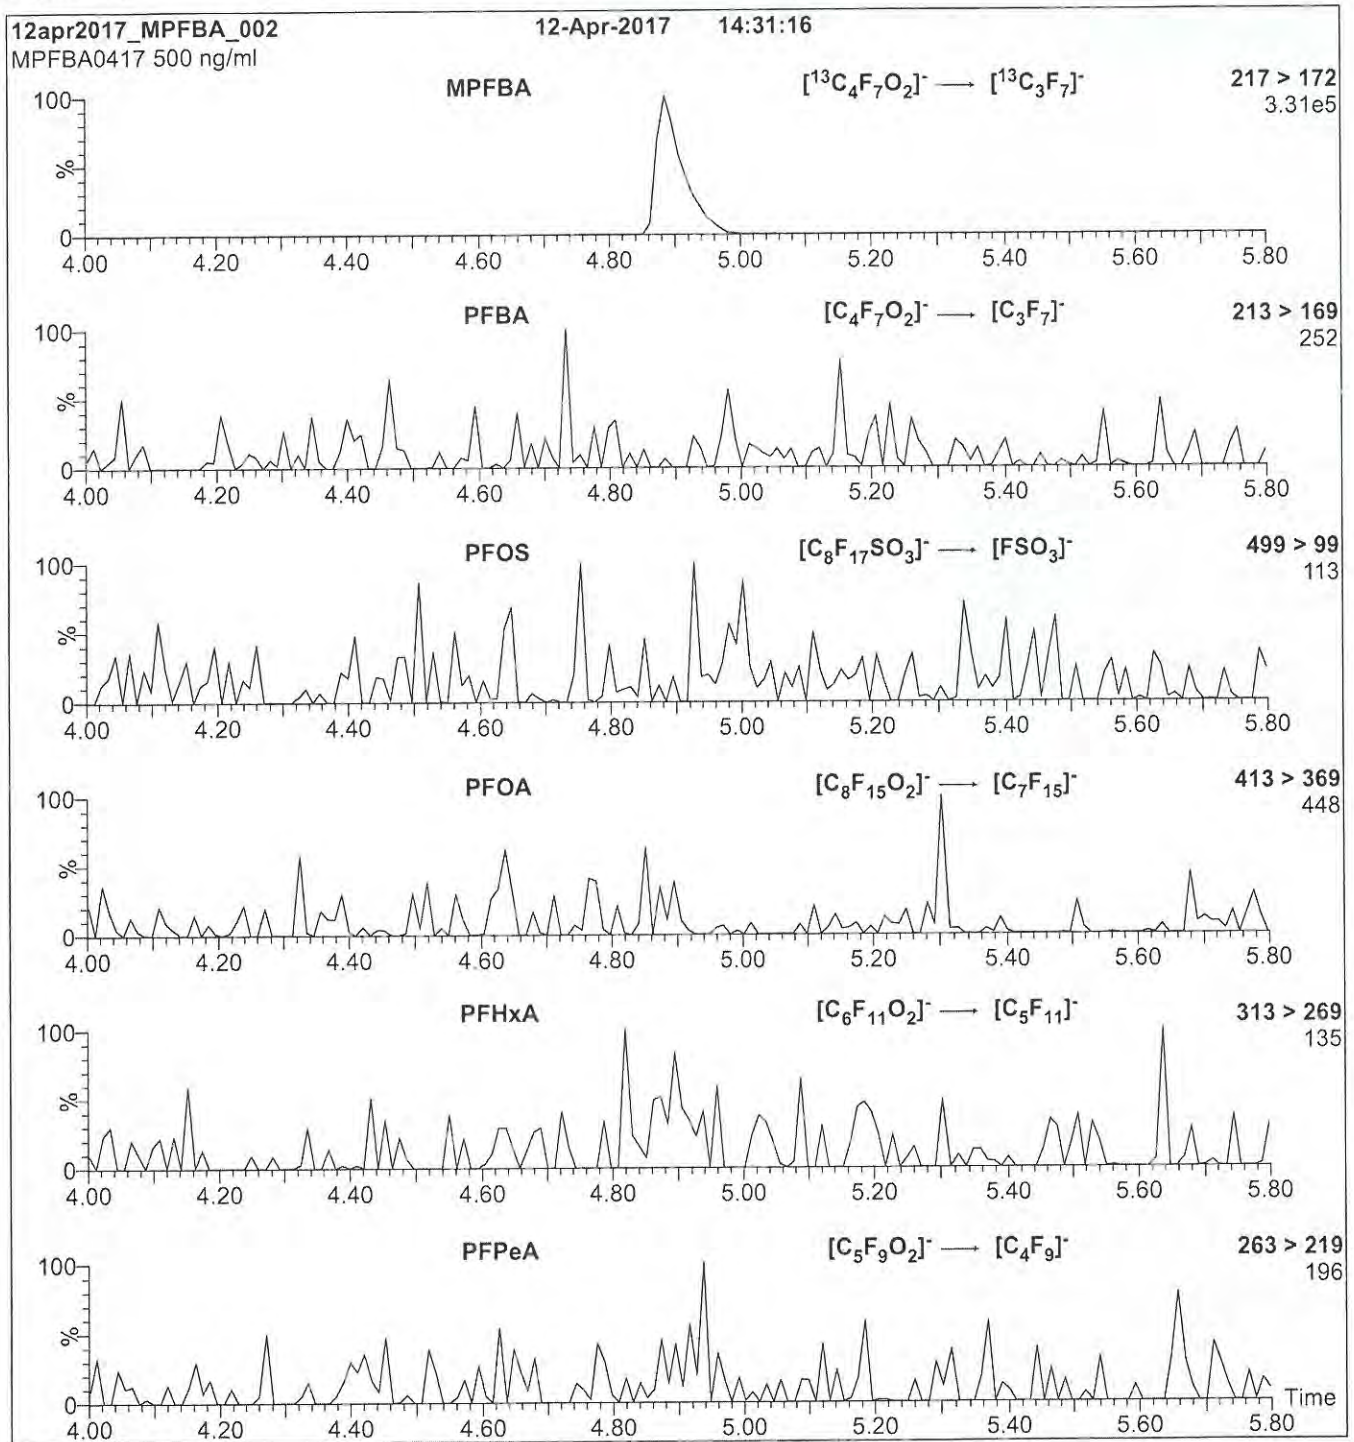 12apr2017_MPFBA_002 12-Apr-2017 14:31:16
MPFBA0417 500 ng/ml
MPFBA [¹³C₄F₇O₂]⁻ → [¹³C₃F₇]⁻ 217 > 172
3.31e5
100
%
0
4.00 4.20 4.40 4.60 4.80 5.00 5.20 5.40 5.60 5.80
PFBA [C₄F₇O₂]⁻ → [C₃F₇]⁻ 213 > 169
252
100
%
0
4.00 4.20 4.40 4.60 4.80 5.00 5.20 5.40 5.60 5.80
PFOS [C₈F₁₇SO₃]⁻ → [FSO₃]⁻ 499 > 99
113
100
%
0
4.00 4.20 4.40 4.60 4.80 5.00 5.20 5.40 5.60 5.80
PFOA [C₈F₁₅O₂]⁻ → [C₇F₁₅]⁻ 413 > 369
448
100
%
0
4.00 4.20 4.40 4.60 4.80 5.00 5.20 5.40 5.60 5.80
PFHxA [C₆F₁₁O₂]⁻ → [C₅F₁₁]⁻ 313 > 269
135
100
%
0
4.00 4.20 4.40 4.60 4.80 5.00 5.20 5.40 5.60 5.80
PFPeA [C₅F₉O₂]⁻ → [C₄F₉]⁻ 263 > 219
196
100
%
0
Time
4.00 4.20 4.40 4.60 4.80 5.00 5.20 5.40 5.60 5.80